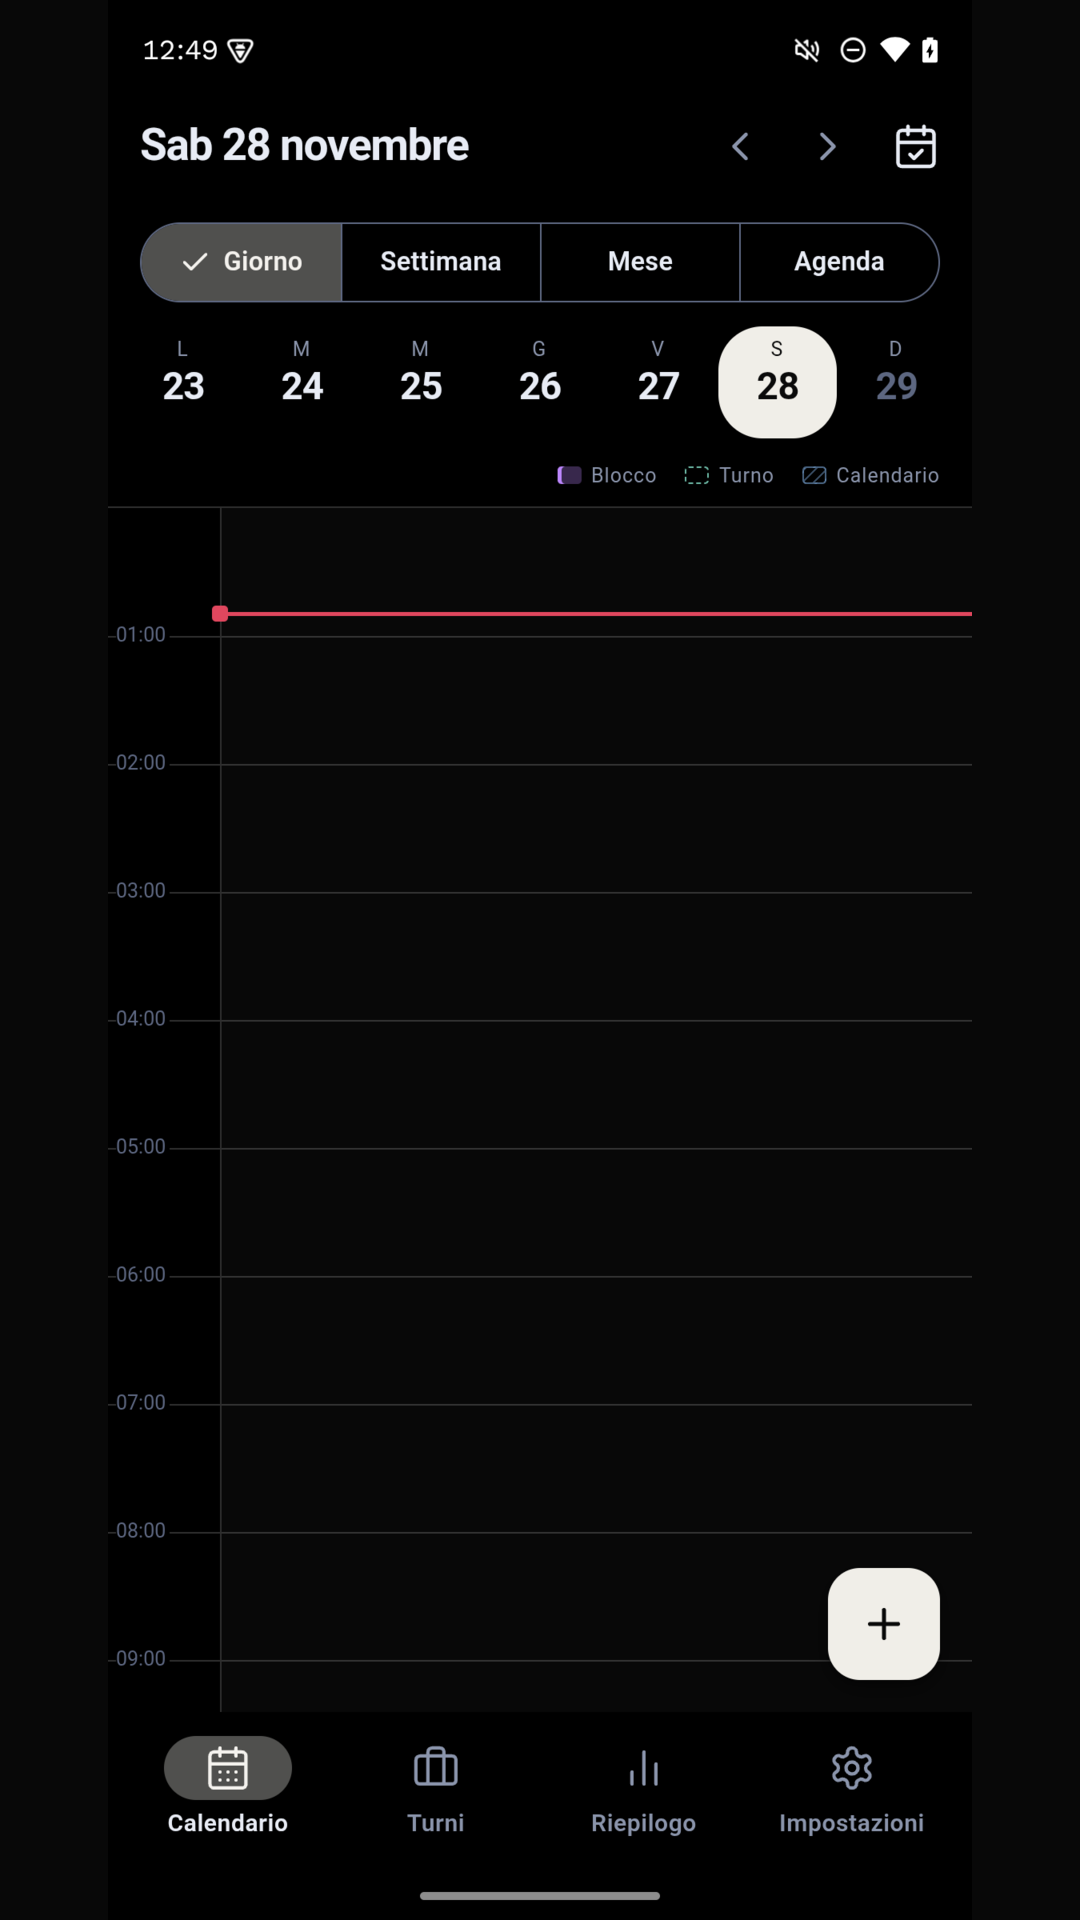 12:49
Sab 28 novembre
Giorno Settimana Mese Agenda
L M M G V S D
23 24 25 26 27 28 29
Blocco Turno Calendario
01:00
02:00
03:00
04:00
05:00
06:00
07:00
08:00
09:00
Calendario Turni Riepilogo Impostazioni